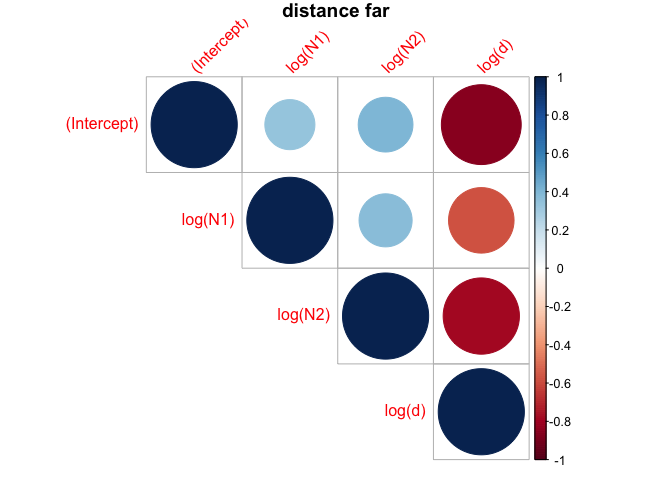 distance far
(Intercept)
log(N1)
log(N2)
log(d)
(Intercept)
log(N1)
log(N2)
log(d)
1
0.8
0.6
0.4
0.2
0
-0.2
-0.4
-0.6
-0.8
-1